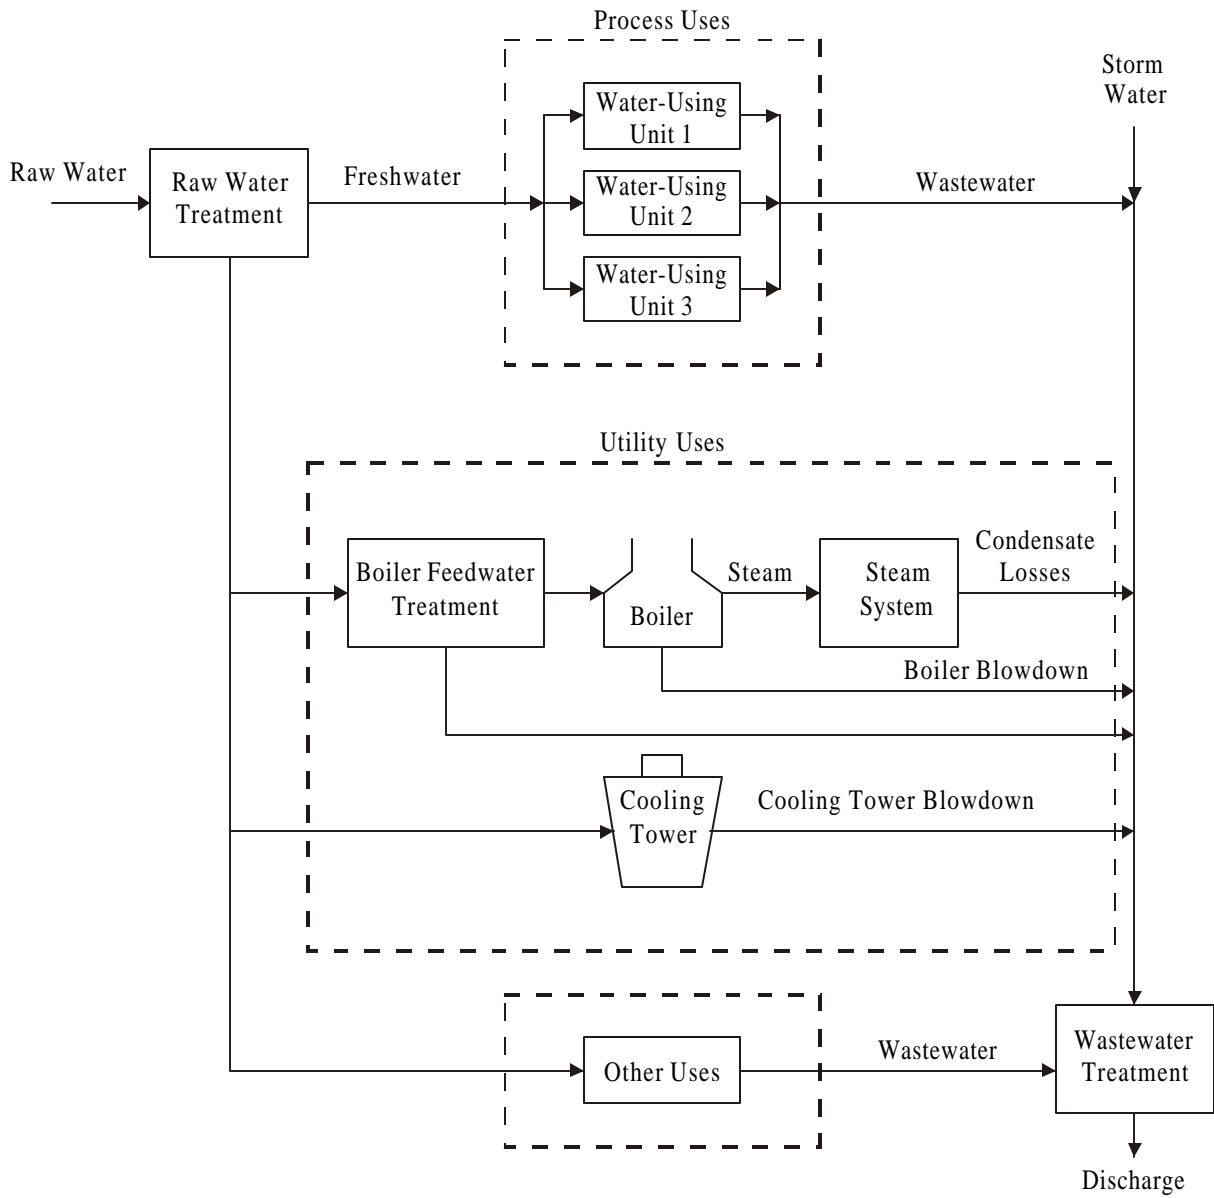 Process Uses
Storm
Water
Water-Using
Unit 1
Raw Water
Raw Water
Treatment
Freshwater
Water-Using
Unit 2
Wastewater
Water-Using
Unit 3
Utility Uses
Boiler Feedwater
Treatment
Boiler
Steam
Steam
System
Condensate
Losses
Boiler Blowdown
Cooling
Tower
Cooling Tower Blowdown
Other Uses
Wastewater
Wastewater
Treatment
Discharge